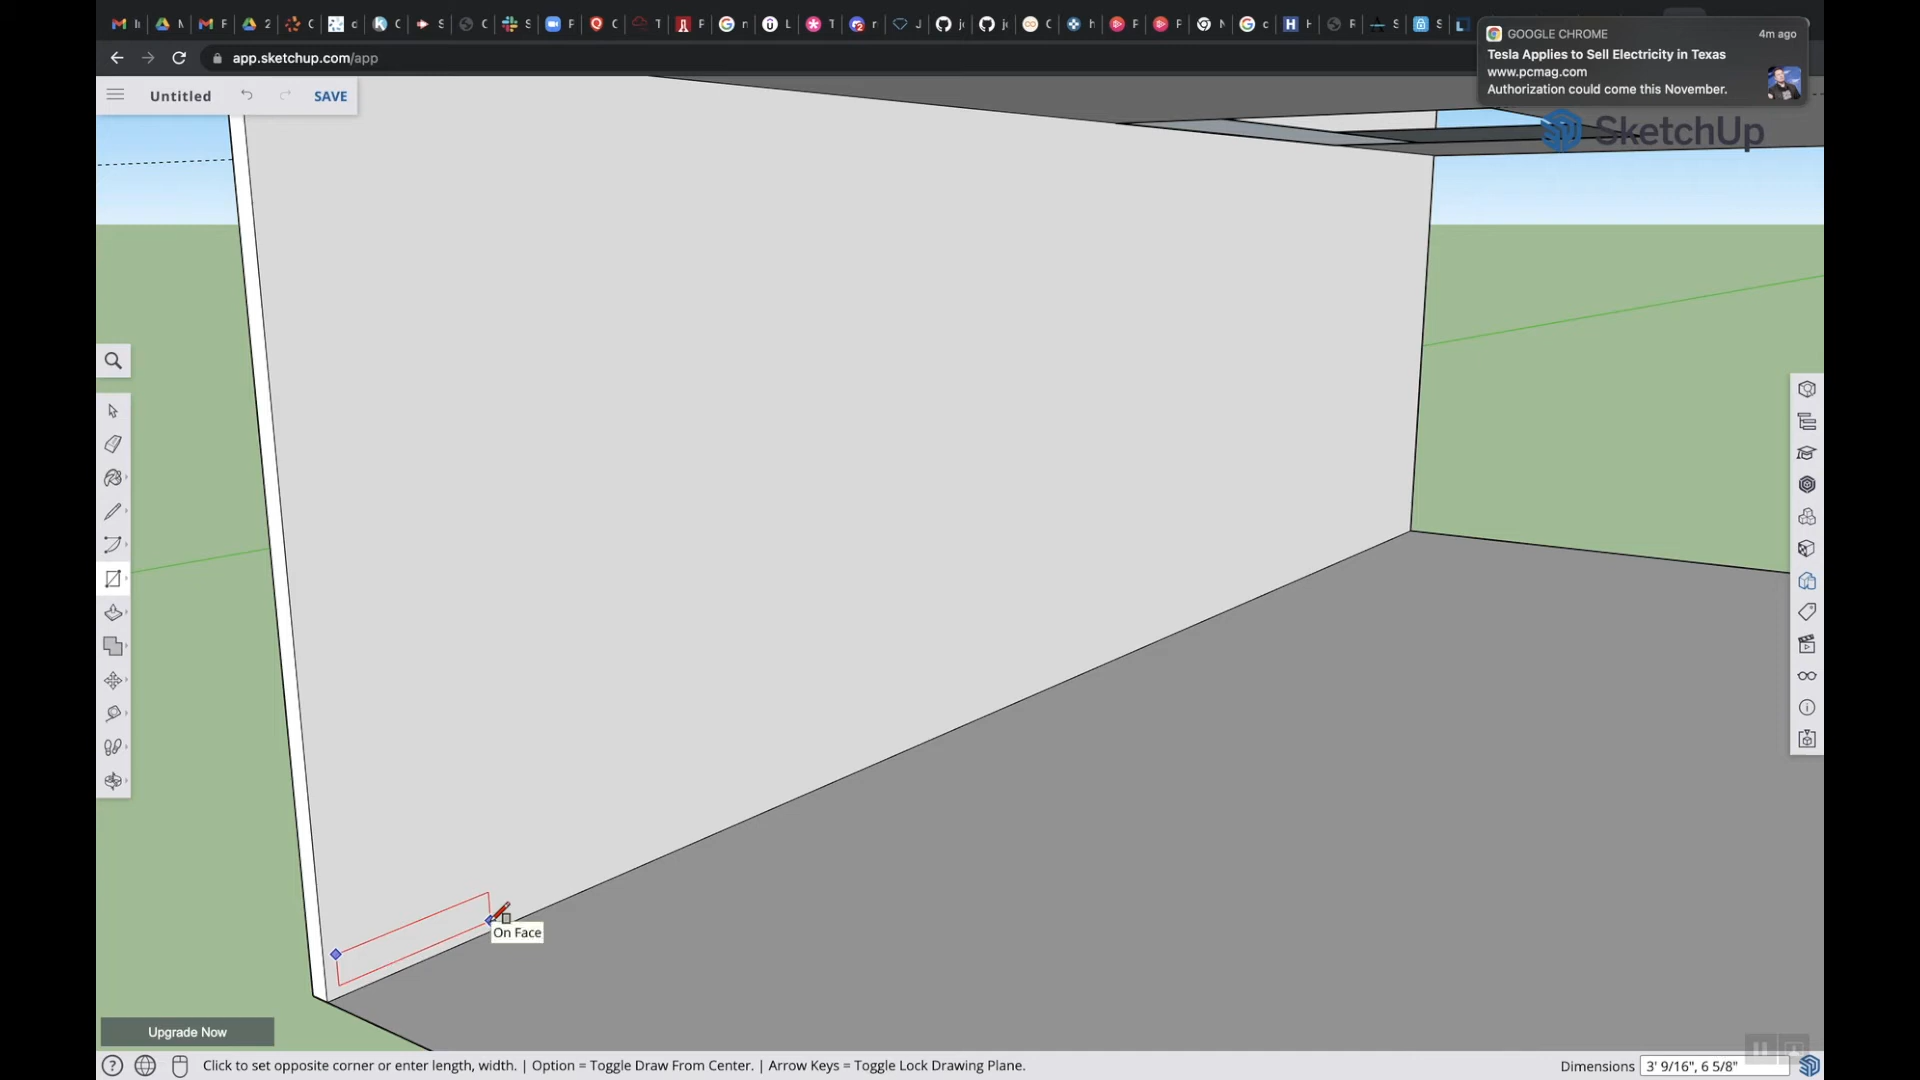 GOOGLE CHROME 4m ago
Tesla Applies to Sell Electricity in Texas
www.pcmag.com
Authorization could come this November.
app.sketchup.com/app
Untitled SAVE
SketchUp
On Face
Upgrade Now
Click to set opposite corner or enter length, width. | Option = Toggle Draw From Center. | Arrow Keys = Toggle Lock Drawing Plane.
Dimensions 3' 9/16", 6 5/8"